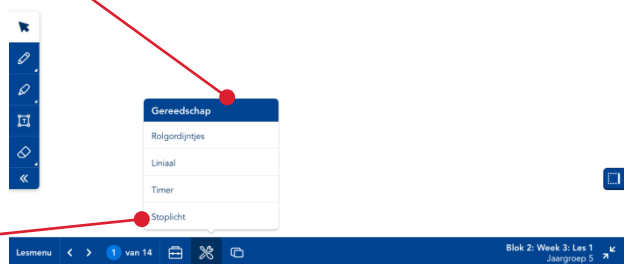 T
Gereedschap
Rolgordijntjes
Liniaal
Timer
Stoplicht
Lesmenu 1 van 14
Blok 2: Week 3: Les 1
Jaargroep 5